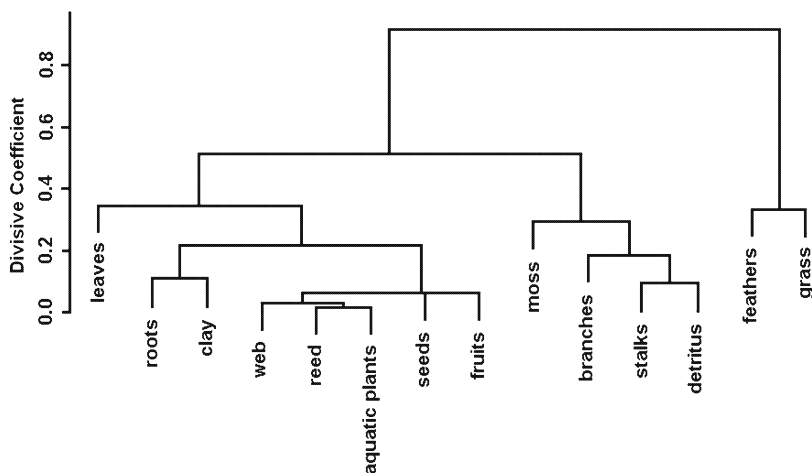 Divisive Coefficient
0.8
0.6
0.4
0.2
0.0
leaves
roots
clay
web
reed
aquatic plants
seeds
fruits
moss
branches
stalks
detritus
feathers
grass